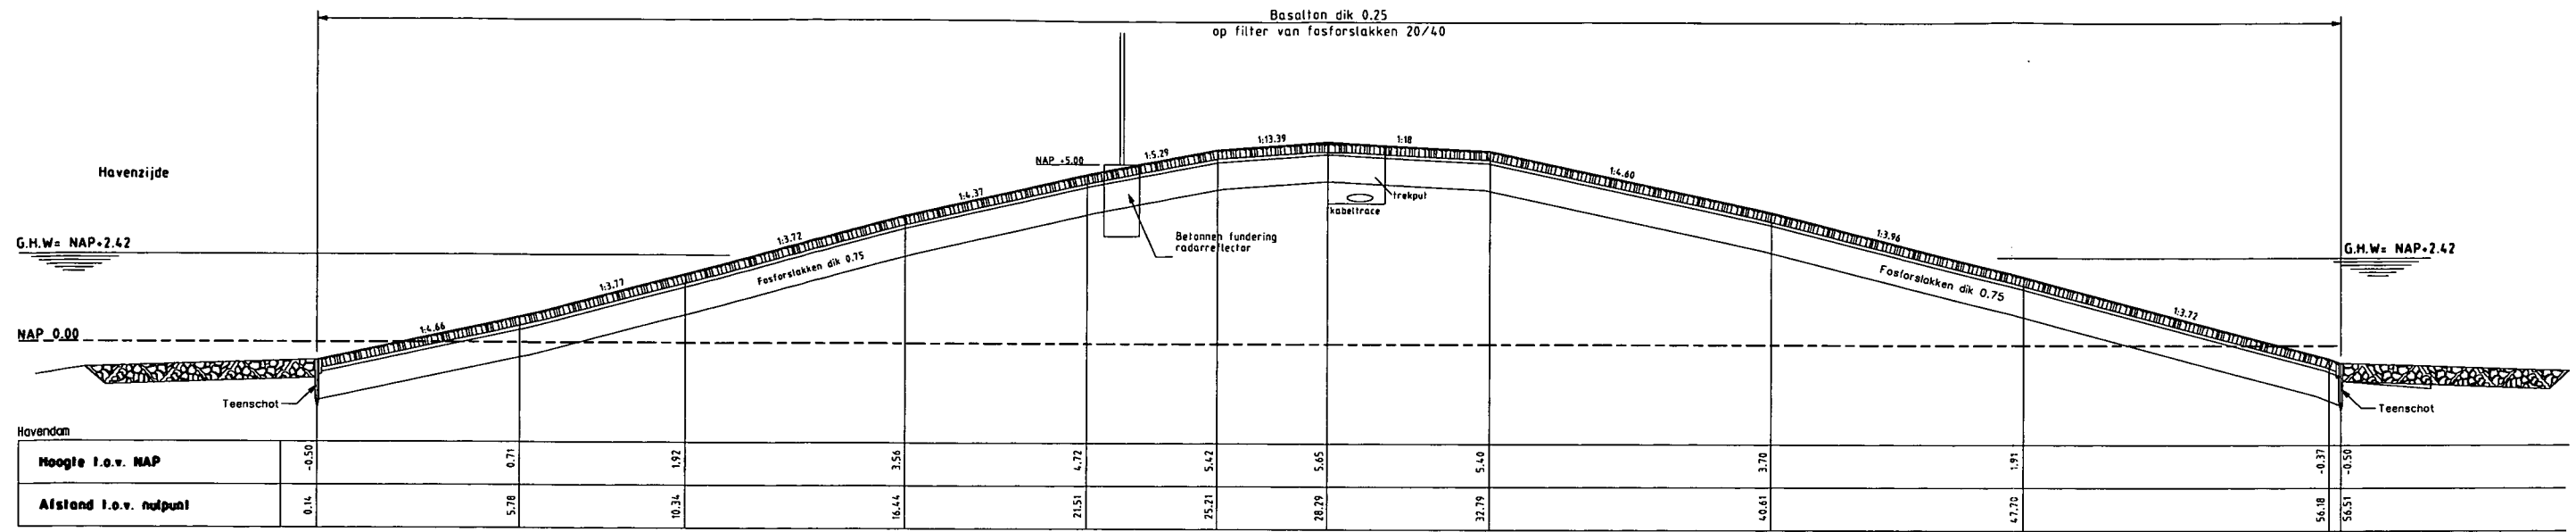 Basalton dik 0.25
op filter van fosforslakken 20/40
1:13.39
1:18
NAP +5.00
1:5.29
Havenzijde
1:4.37
1:4.60
trekput
kabeltrace
Betonnen fundering
radarreflector
1:3.72
1:3.96
G.H.W= NAP+2.42
G.H.W= NAP+2.42
Fosforslakken dik 0.75
Fosforslakken dik 0.75
1:3.77
1:4.66
1:3.72
NAP 0.00
Teenschot
Teenschot
Havendam
Hoogte t.o.v. NAP -0.50 0.71 1.92 3.56 4.72 5.42 5.65 5.40 3.70 1.91 -0.37 -0.50
Afstand t.o.v. nulpunt 0.14 5.78 10.34 16.44 21.51 25.21 28.29 32.79 40.61 47.70 56.18 56.51